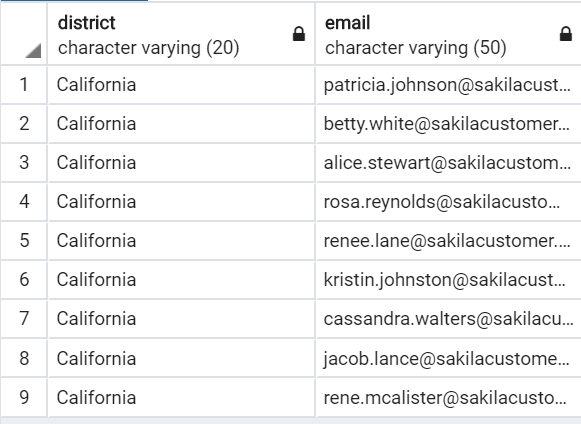 district email
character varying (20) character varying (50)
1 California patricia.johnson@sakilacust...
2 California betty.white@sakilacustomer...
3 California alice.stewart@sakilacustom...
4 California rosa.reynolds@sakilacusto...
5 California renee.lane@sakilacustomer....
6 California kristin.johnston@sakilacust...
7 California cassandra.walters@sakilacu...
8 California jacob.lance@sakilacustome...
9 California rene.mcalister@sakilacusto...